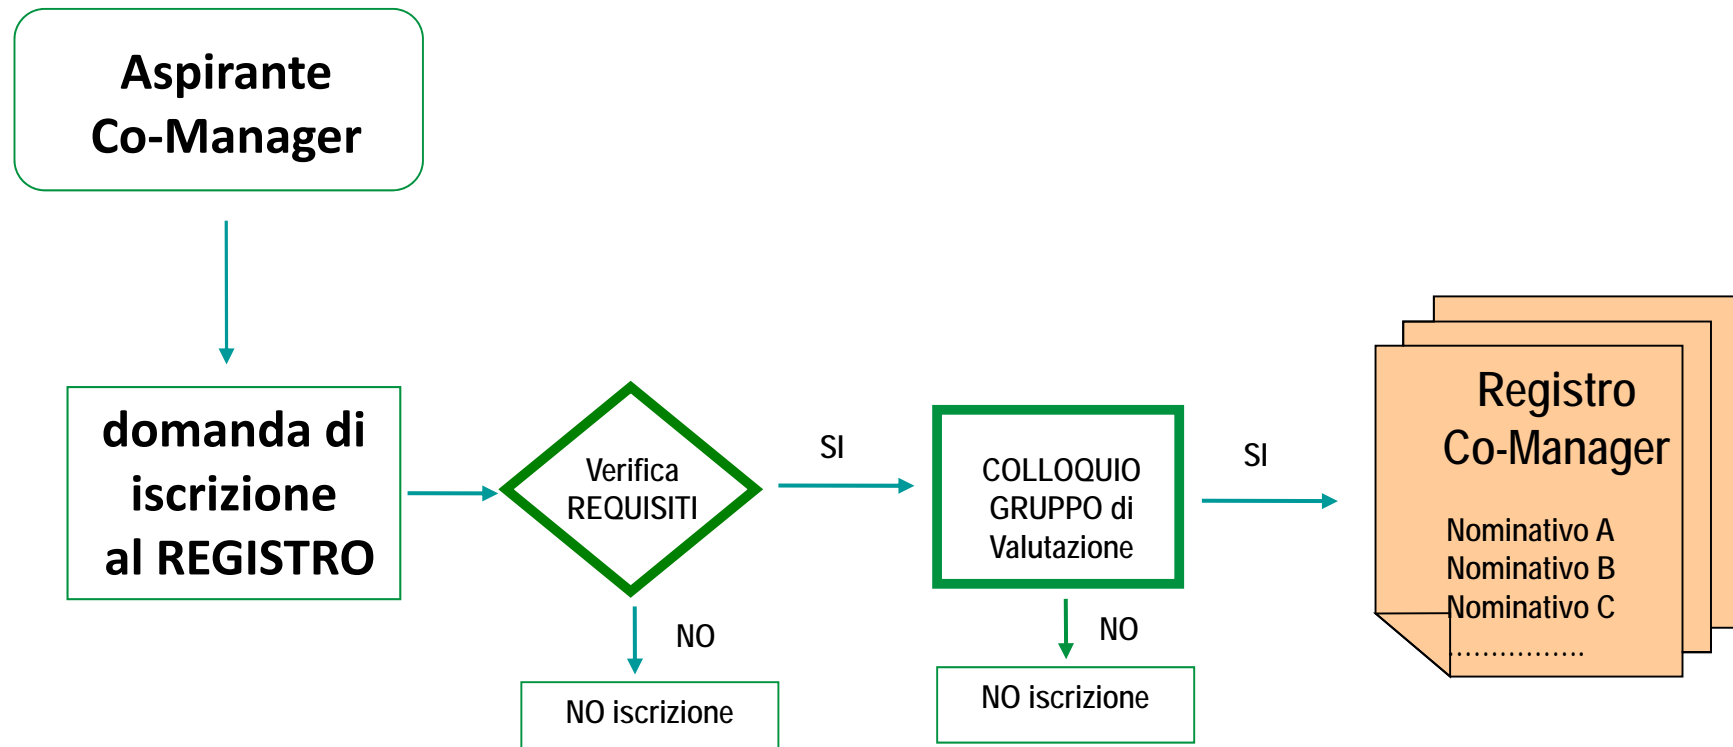 Aspirante
Co-Manager
domanda di
iscrizione
al REGISTRO
Verifica
REQUISITI
SI
NO
NO iscrizione
COLLOQUIO
GRUPPO di
Valutazione
SI
NO
NO iscrizione
Registro
Co-Manager
Nominativo A
Nominativo B
Nominativo C
................